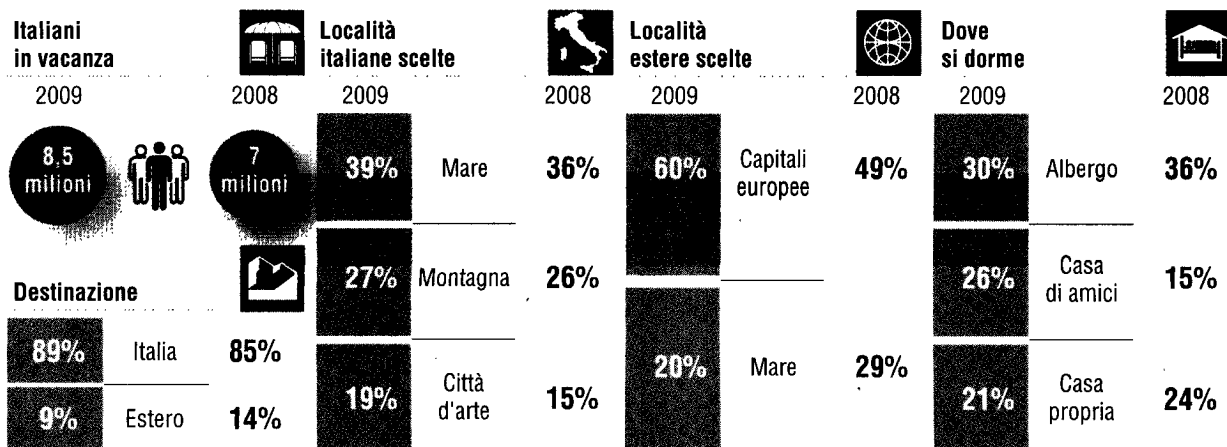 Italiani
in vacanza
2009
2008
8,5
milioni
7
milioni
Destinazione
89%
Italia
85%
9%
Estero
14%
Località
italiane scelte
2009
2008
39%
Mare
36%
27%
Montagna
26%
19%
Città
d'arte
15%
Località
estere scelte
2009
2008
60%
Capitali
europee
49%
20%
Mare
29%
Dove
si dorme
2009
2008
30%
Albergo
36%
26%
Casa
di amici
15%
21%
Casa
propria
24%